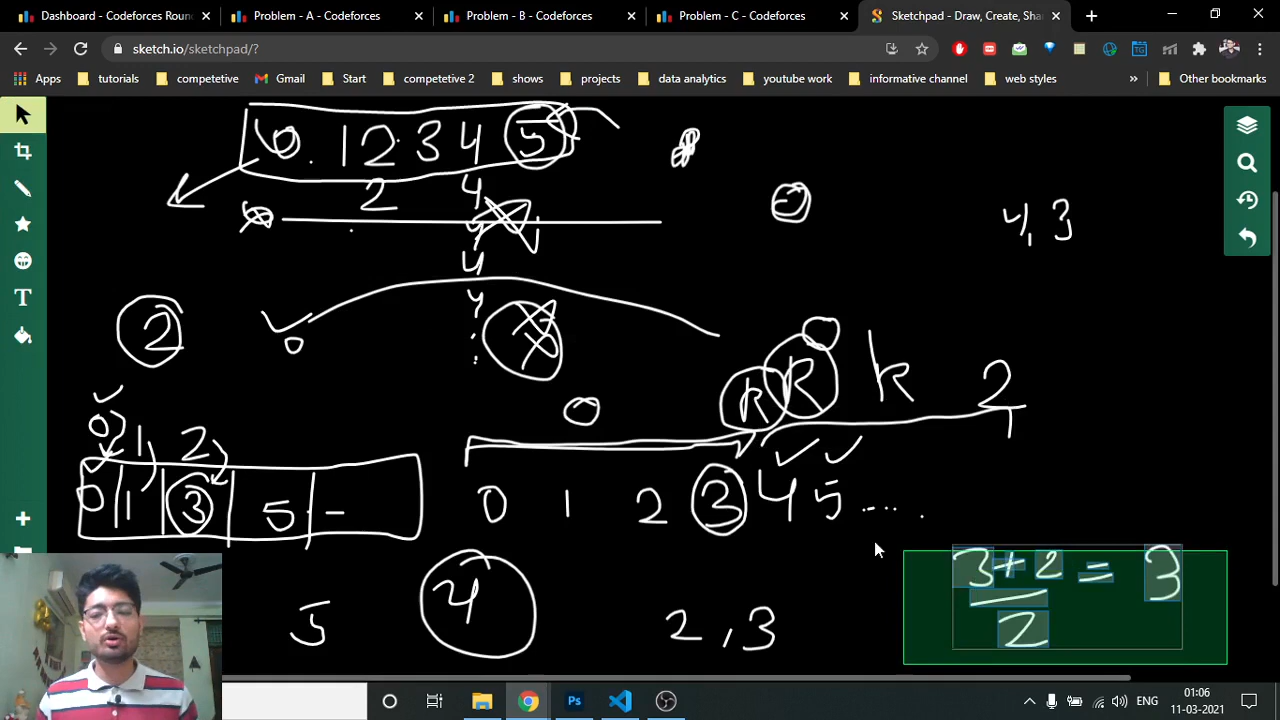 Dashboard - Codeforces Roun
Problem - A - Codeforces
Problem - B - Codeforces
Problem - C - Codeforces
Sketchpad - Draw, Create, Sha
sketch.io/sketchpad/?
Apps tutorials competetive Gmail Start competetive 2 shows projects data analytics youtube work informative channel web styles » Other bookmarks
0 1 2 3 4 5
2 4
4, 3
4
4
2
0
k k k 2
0 1 2
0 1 3 5 -
0 1 2 3 4 5 .....
3 + 2 = 3
2
5 4 2 , 3
ENG
01:06
11-03-2021